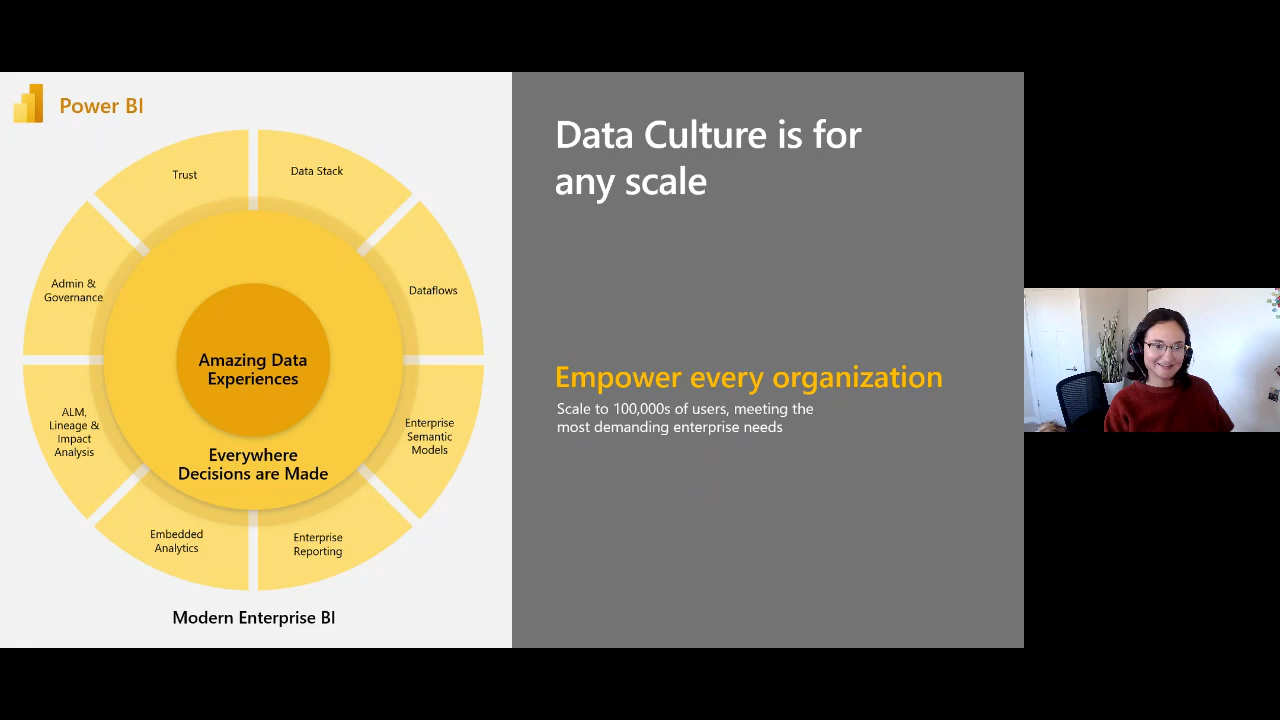 Power BI
Trust
Data Stack
Admin &
Governance
Dataflows
Amazing Data
Experiences
ALM,
Lineage &
Impact
Analysis
Enterprise
Semantic
Models
Everywhere
Decisions are Made
Embedded
Analytics
Enterprise
Reporting
Modern Enterprise BI
Data Culture is for
any scale
Empower every organization
Scale to 100,000s of users, meeting the
most demanding enterprise needs